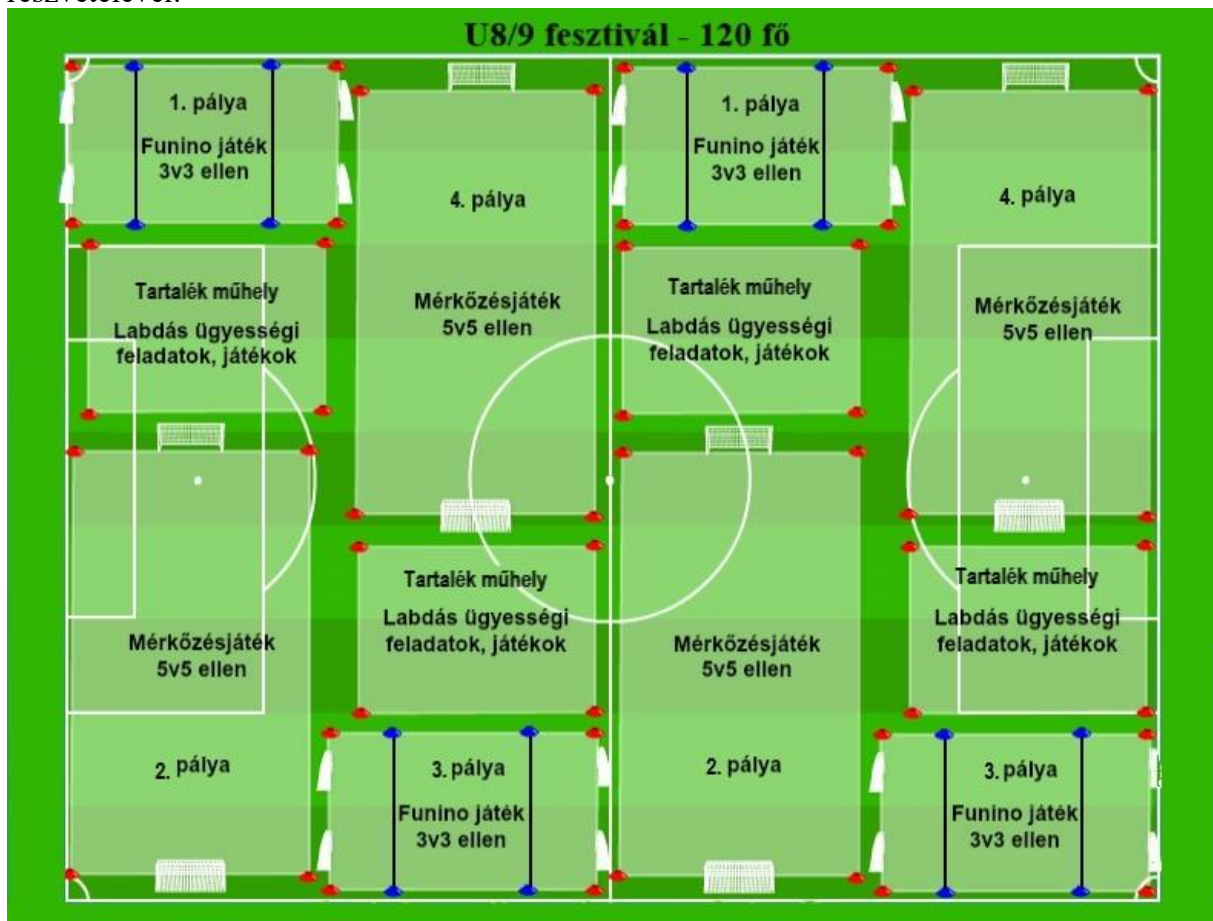 részvételével.
U8/9 fesztivál - 120 fő
1. pálya
Funino játék
3v3 ellen
4. pálya
Mérkőzésjáték
5v5 ellen
Tartalék műhely
Labdás ügyességi
feladatok, játékok
Mérkőzésjáték
5v5 ellen
2. pálya
Tartalék műhely
Labdás ügyességi
feladatok, játékok
3. pálya
Funino játék
3v3 ellen
1. pálya
Funino játék
3v3 ellen
4. pálya
Mérkőzésjáték
5v5 ellen
Tartalék műhely
Labdás ügyességi
feladatok, játékok
Mérkőzésjáték
5v5 ellen
2. pálya
Tartalék műhely
Labdás ügyességi
feladatok, játékok
3. pálya
Funino játék
3v3 ellen